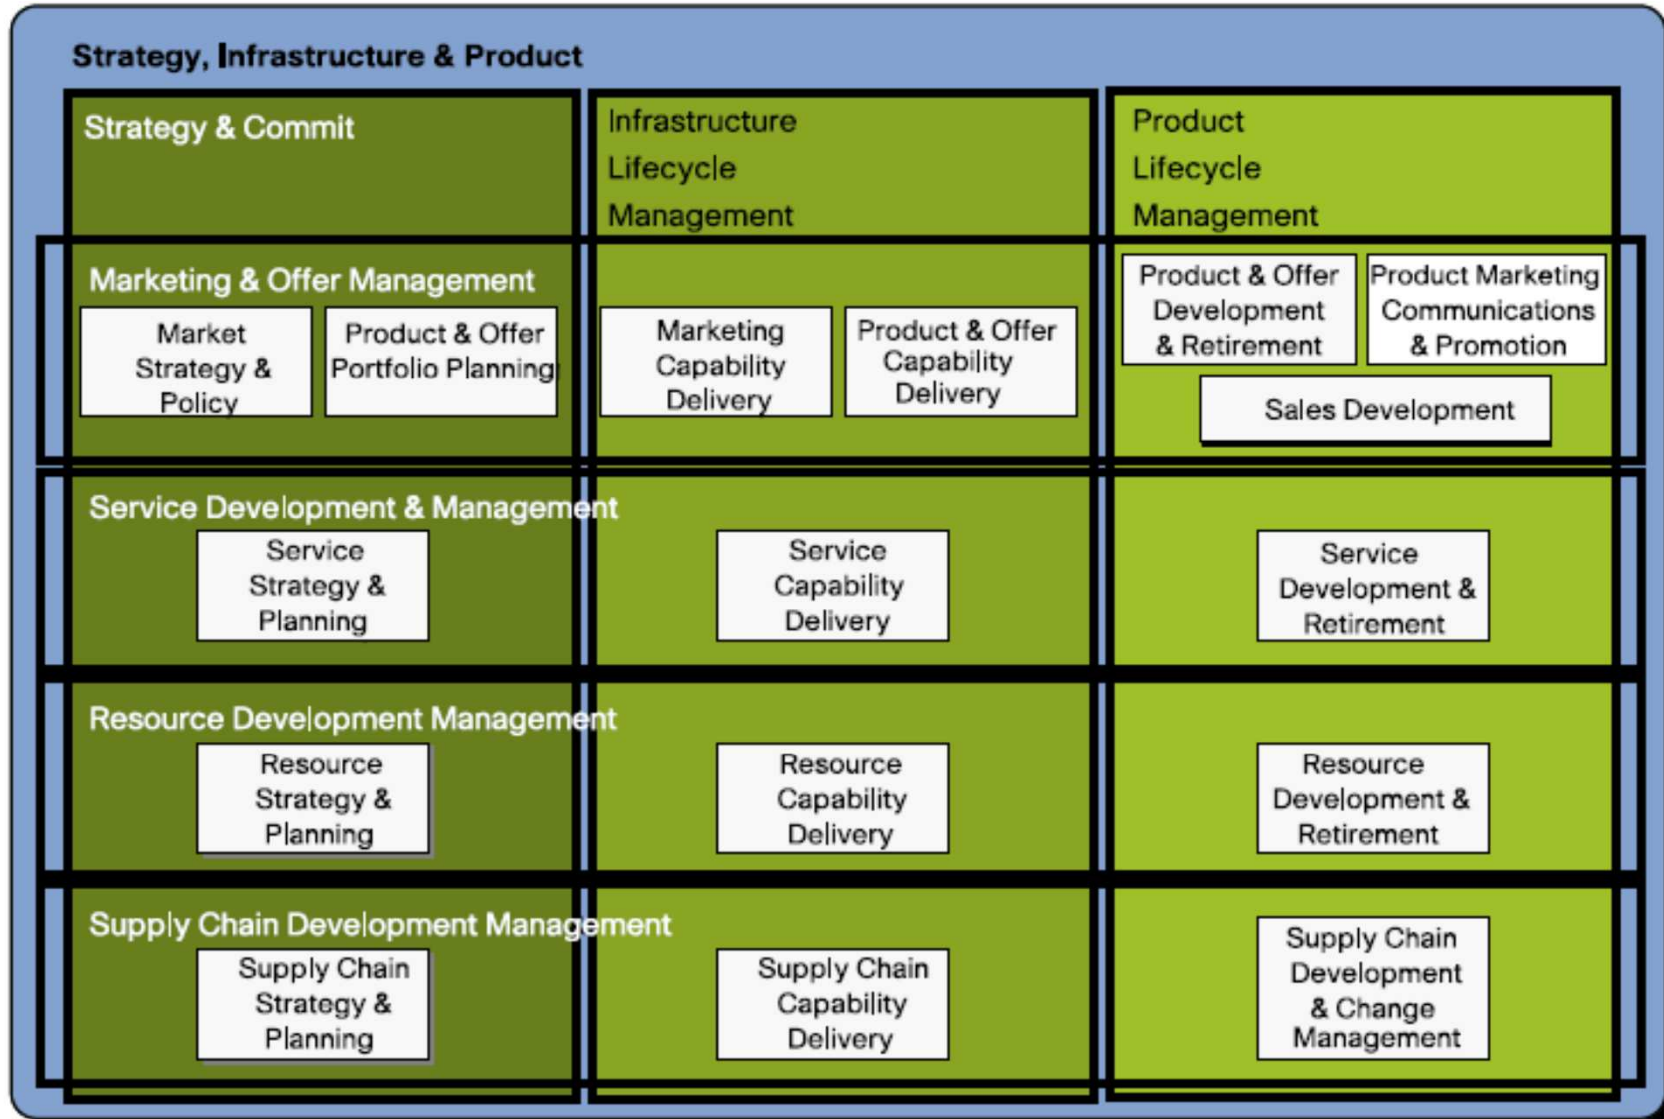 Strategy, Infrastructure & Product
Strategy & Commit
Infrastructure
Lifecycle
Management
Product
Lifecycle
Management
Marketing & Offer Management
Market
Strategy &
Policy
Product & Offer
Portfolio Planning
Marketing
Capability
Delivery
Product & Offer
Capability
Delivery
Product & Offer
Development
& Retirement
Product Marketing
Communications
& Promotion
Sales Development
Service Development & Management
Service
Strategy &
Planning
Service
Capability
Delivery
Service
Development &
Retirement
Resource Development Management
Resource
Strategy &
Planning
Resource
Capability
Delivery
Resource
Development &
Retirement
Supply Chain Development Management
Supply Chain
Strategy &
Planning
Supply Chain
Capability
Delivery
Supply Chain
Development
& Change
Management